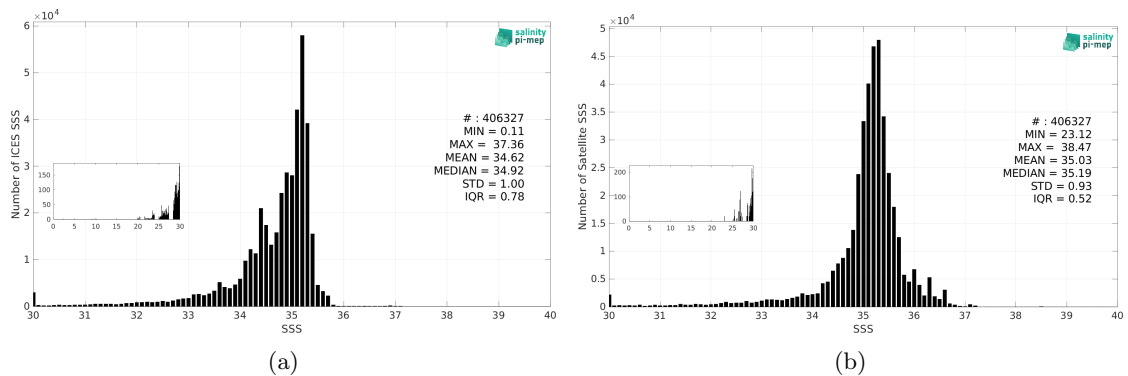 ×10⁴
6
5
4
3
2
1
0
Number of ICES SSS
150
100
50
0
0 5 10 15 20 25 30
salinity
pi-mep
# : 406327
MIN = 0.11
MAX = 37.36
MEAN = 34.62
MEDIAN = 34.92
STD = 1.00
IQR = 0.78
30 31 32 33 34 35 36 37 38 39 40
SSS
(a)
×10⁴
5
4.5
4
3.5
3
2.5
2
1.5
1
0.5
0
Number of Satellite SSS
200
100
0
0 5 10 15 20 25 30
salinity
pi-mep
# : 406327
MIN = 23.12
MAX = 38.47
MEAN = 35.03
MEDIAN = 35.19
STD = 0.93
IQR = 0.52
30 31 32 33 34 35 36 37 38 39 40
SSS
(b)